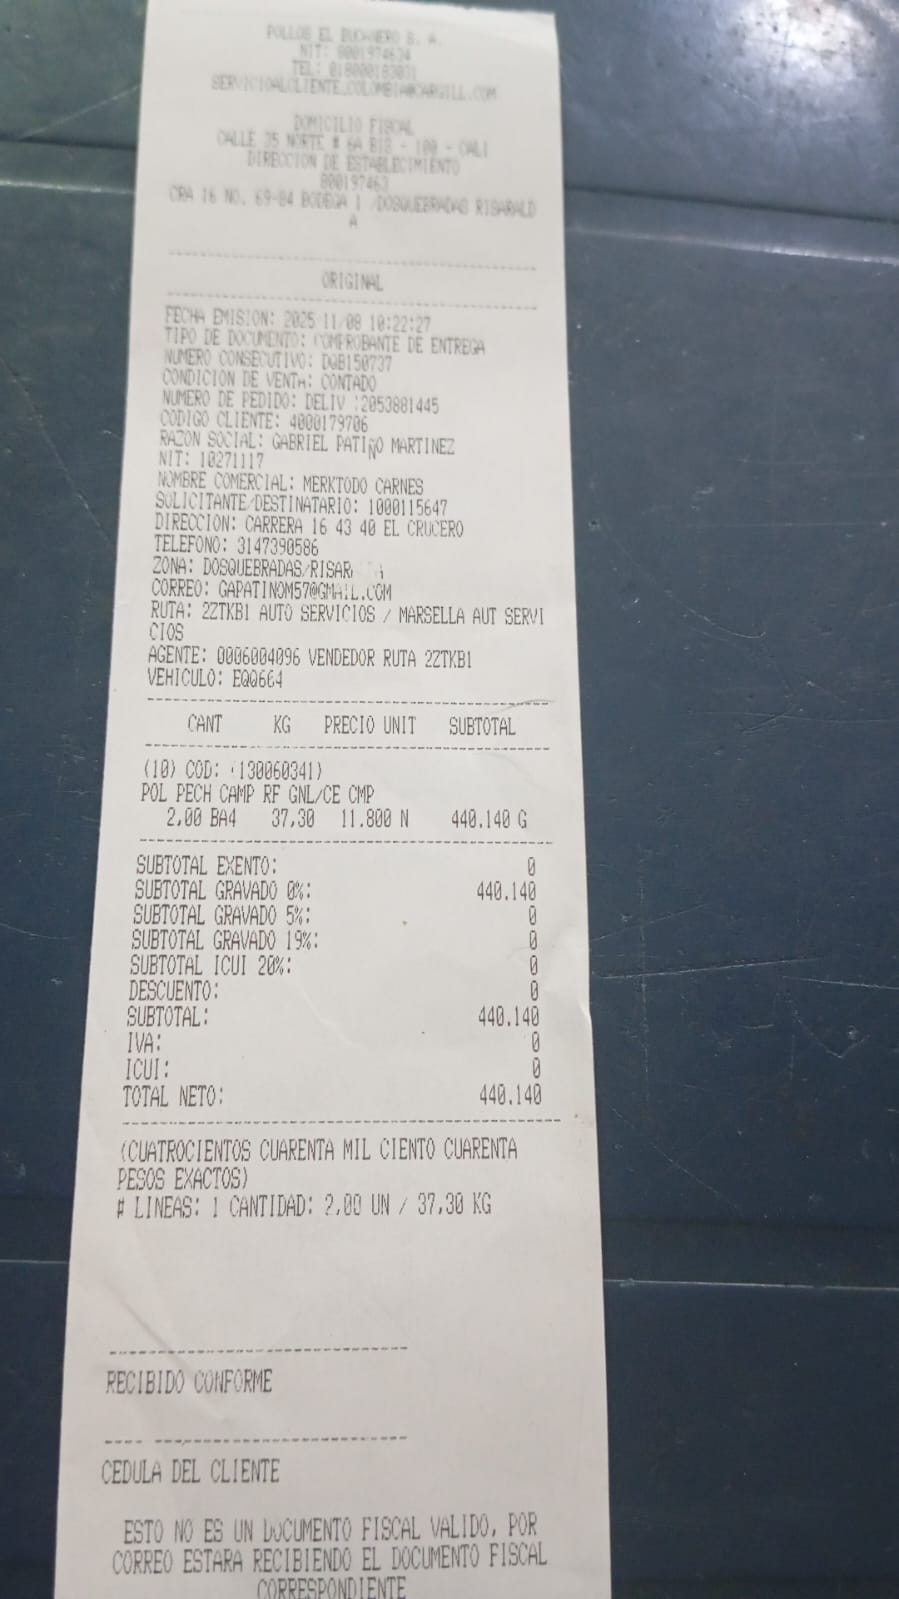 POLLOS EL BUCANERO S. A.
NIT: 8001974634
TEL: 018000183031
SERVICIOALCLIENTE_COLOMBIA@CARGILL.COM
DOMICILIO FISCAL
CALLE 35 NORTE # 6A BIS - 100 - CALI
DIRECCION DE ESTABLECIMIENTO
800197463
CRA 16 NO. 69-84 BODEGA 1 /DOSQUEBRADAS RISARALD
A
ORIGINAL
FECHA EMISION: 2025/11/08 10:22:27
TIPO DE DOCUMENTO: COMPROBANTE DE ENTREGA
NUMERO CONSECUTIVO: DQB150737
CONDICION DE VENTA: CONTADO
NUMERO DE PEDIDO: DELIV :2053881445
CODIGO CLIENTE: 4000179706
RAZON SOCIAL: GABRIEL PATIÑO MARTINEZ
NIT: 10271117
NOMBRE COMERCIAL: MERKTODO CARNES
SOLICITANTE/DESTINATARIO: 1000115647
DIRECCION: CARRERA 16 43 40 EL CRUCERO
TELEFONO: 3147390586
ZONA: DOSQUEBRADAS/RISAR A
CORREO: GAPATINOM57@GMAIL.COM
RUTA: 2ZTKB1 AUTO SERVICIOS / MARSELLA AUT SERVI
CIOS
AGENTE: 0006004096 VENDEDOR RUTA 2ZTKB1
VEHICULO: EQQ664
CANT KG PRECIO UNIT SUBTOTAL
(10) COD: (130060341)
POL PECH CAMP RF GNL/CE CMP
2,00 BA4 37,30 11.800 N 440.140 G
SUBTOTAL EXENTO: 0
SUBTOTAL GRAVADO 0%: 440.140
SUBTOTAL GRAVADO 5%: 0
SUBTOTAL GRAVADO 19%: 0
SUBTOTAL ICUI 20%: 0
DESCUENTO: 0
SUBTOTAL: 440.140
IVA: 0
ICUI: 0
TOTAL NETO: 440.140
(CUATROCIENTOS CUARENTA MIL CIENTO CUARENTA
PESOS EXACTOS)
# LINEAS: 1 CANTIDAD: 2,00 UN / 37,30 KG
RECIBIDO CONFORME
CEDULA DEL CLIENTE
ESTO NO ES UN DOCUMENTO FISCAL VALIDO, POR
CORREO ESTARA RECIBIENDO EL DOCUMENTO FISCAL
CORRESPONDIENTE